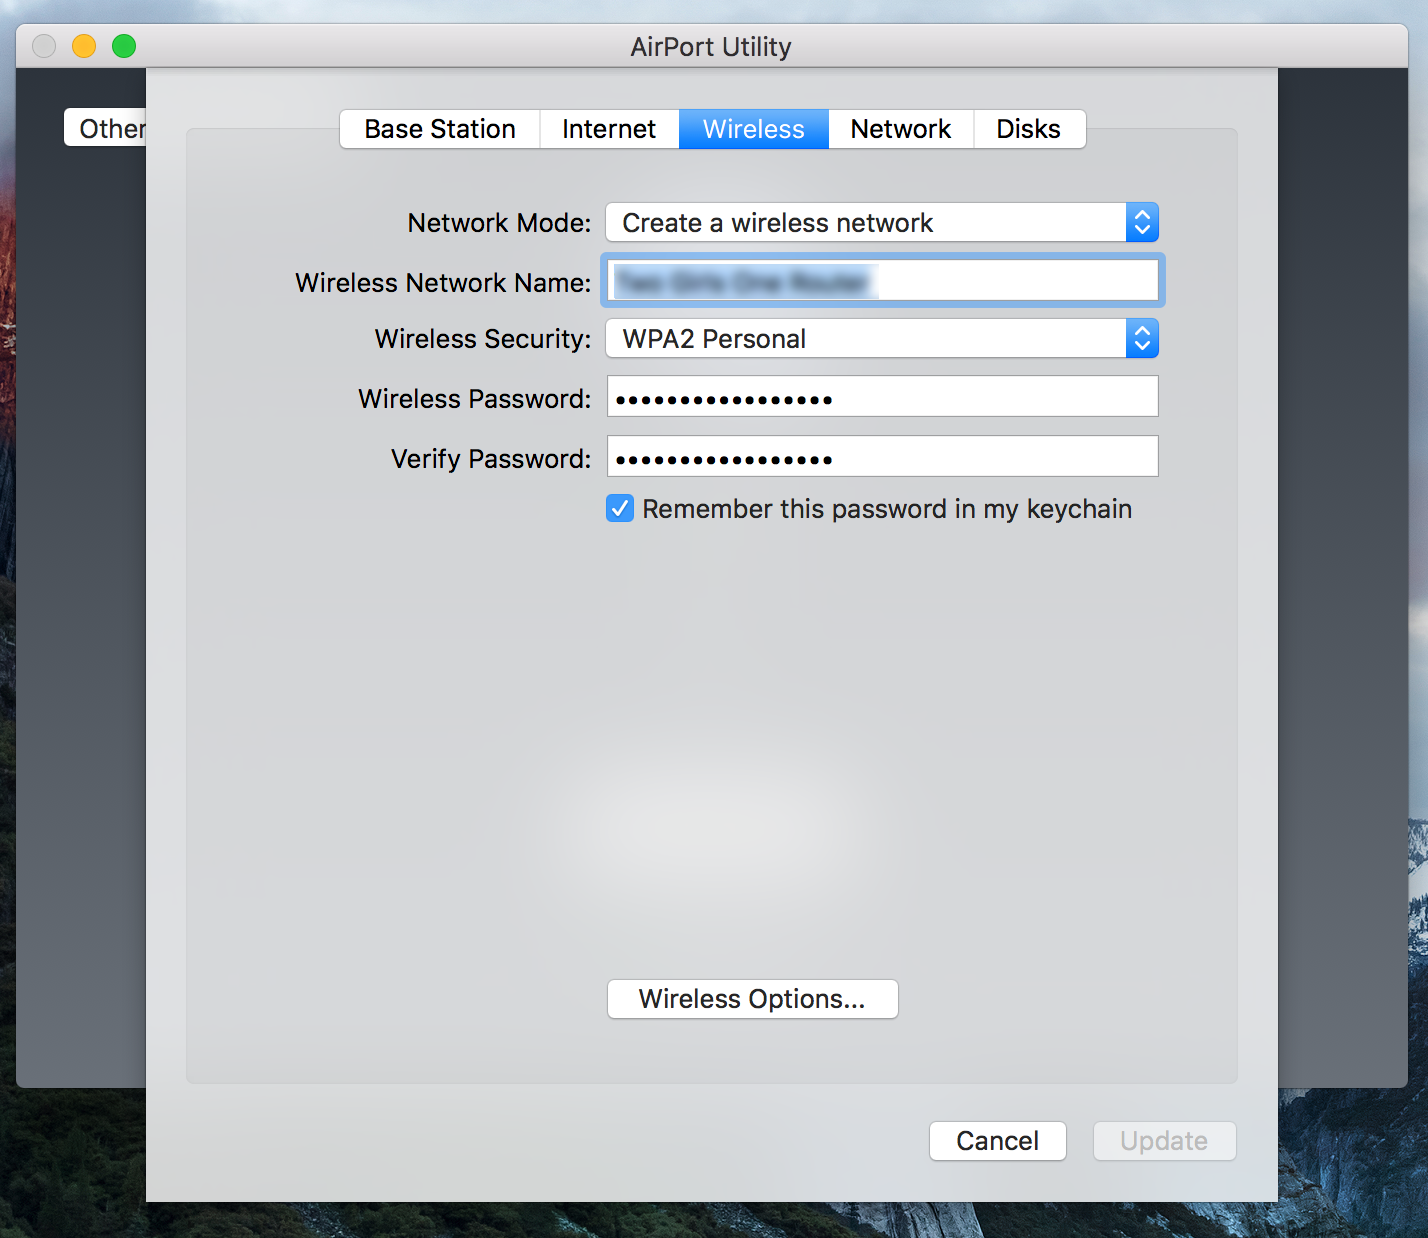 AirPort Utility
Other
Base Station Internet Wireless Network Disks
Network Mode: Create a wireless network
Wireless Network Name:
Wireless Security: WPA2 Personal
Wireless Password: •••••••••••••••••
Verify Password: •••••••••••••••••
Remember this password in my keychain
Wireless Options...
Cancel Update